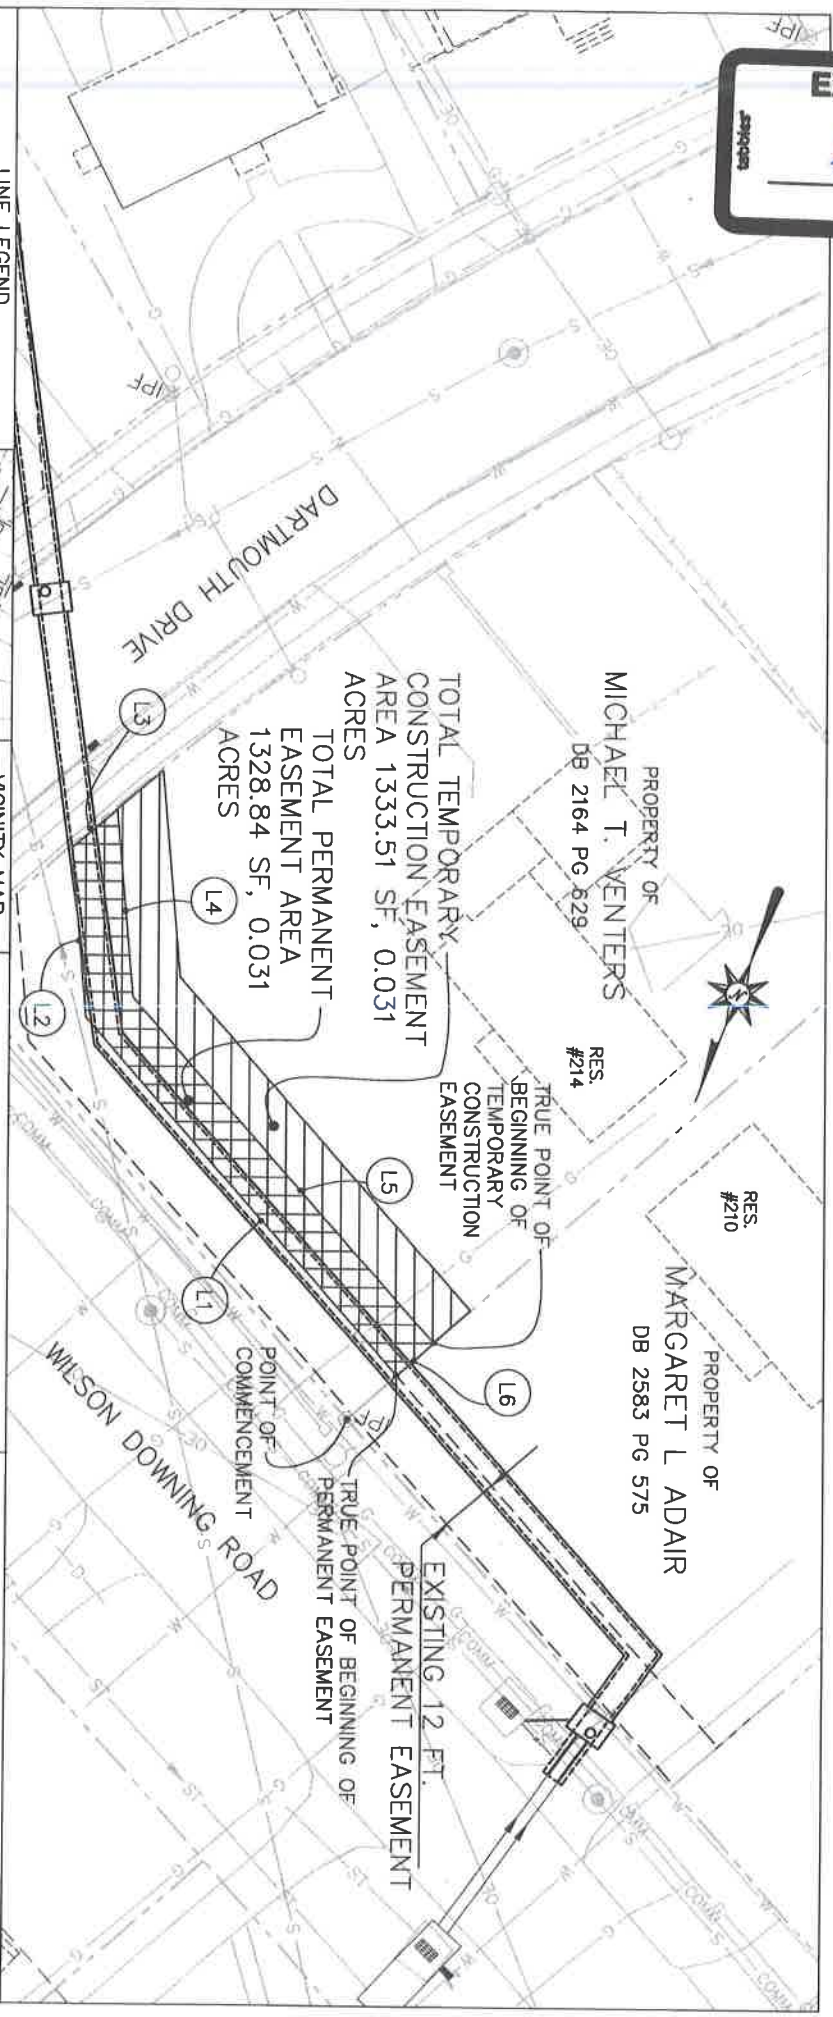 IPF
IPF
DARTMOUTH DRIVE
PROPERTY OF
MICHAEL T. VENTERS
DB 2164 PG 629
RES.
#214
RES.
#210
PROPERTY OF
MARGARET L ADAIR
DB 2583 PG 575
TOTAL TEMPORARY
CONSTRUCTION EASEMENT
AREA 1333.51 SF, 0.031
ACRES
TOTAL PERMANENT
EASEMENT AREA
1328.84 SF, 0.031
ACRES
TRUE POINT OF
BEGINNING OF
TEMPORARY
CONSTRUCTION
EASEMENT
L3
L4
L2
L5
L1
L6
POINT OF
COMMENCEMENT
IPF
TRUE POINT OF BEGINNING OF
PERMANENT EASEMENT
EXISTING 12 FT.
PERMANENT EASEMENT
WILSON DOWNING ROAD
N
LINE LEGEND
VICINITY MAP